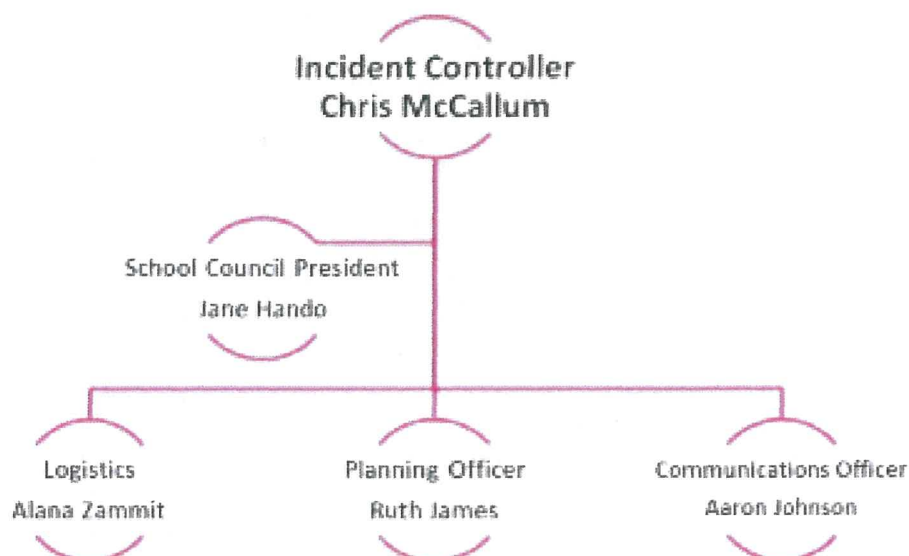 Incident Controller
Chris McCallum
School Council President
Jane Hando
Logistics
Alana Zammit
Planning Officer
Ruth James
Communications Officer
Aaron Johnson